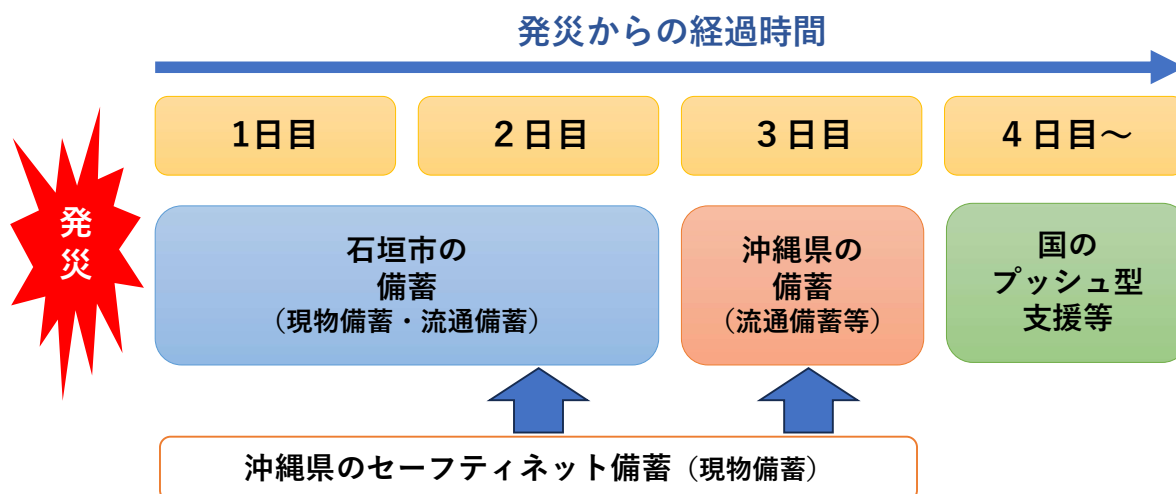 発災からの経過時間
1日目
2日目
3日目
4日目～
発
災
石垣市の
備蓄
（現物備蓄・流通備蓄）
沖縄県の
備蓄
（流通備蓄等）
国の
プッシュ型
支援等
沖縄県のセーフティネット備蓄（現物備蓄）